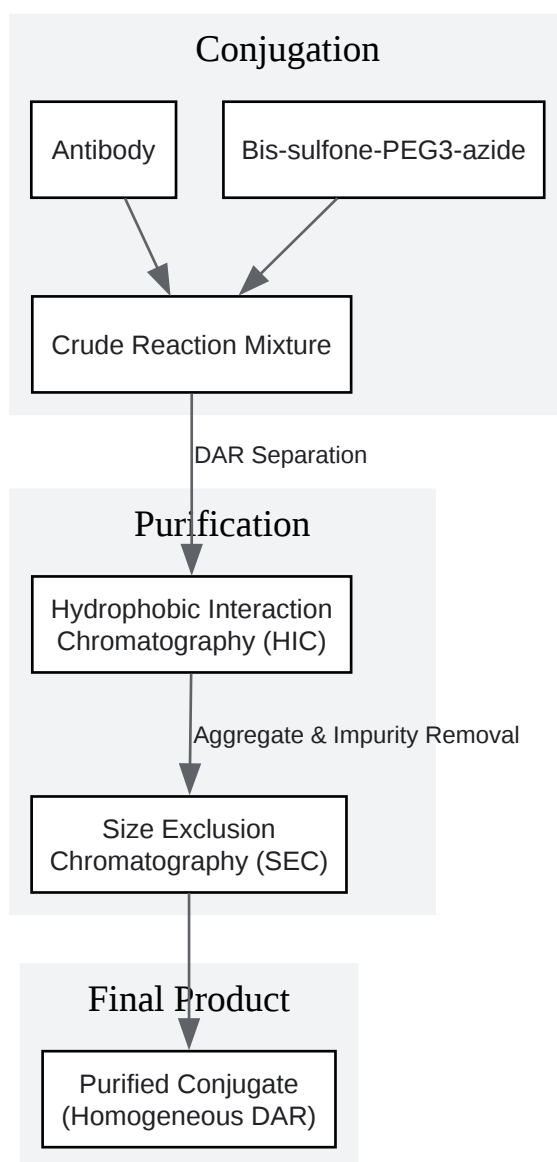 Conjugation
Antibody
Bis-sulfone-PEG3-azide
Crude Reaction Mixture
DAR Separation
Purification
Hydrophobic Interaction
Chromatography (HIC)
Aggregate & Impurity Removal
Size Exclusion
Chromatography (SEC)
Final Product
Purified Conjugate
(Homogeneous DAR)